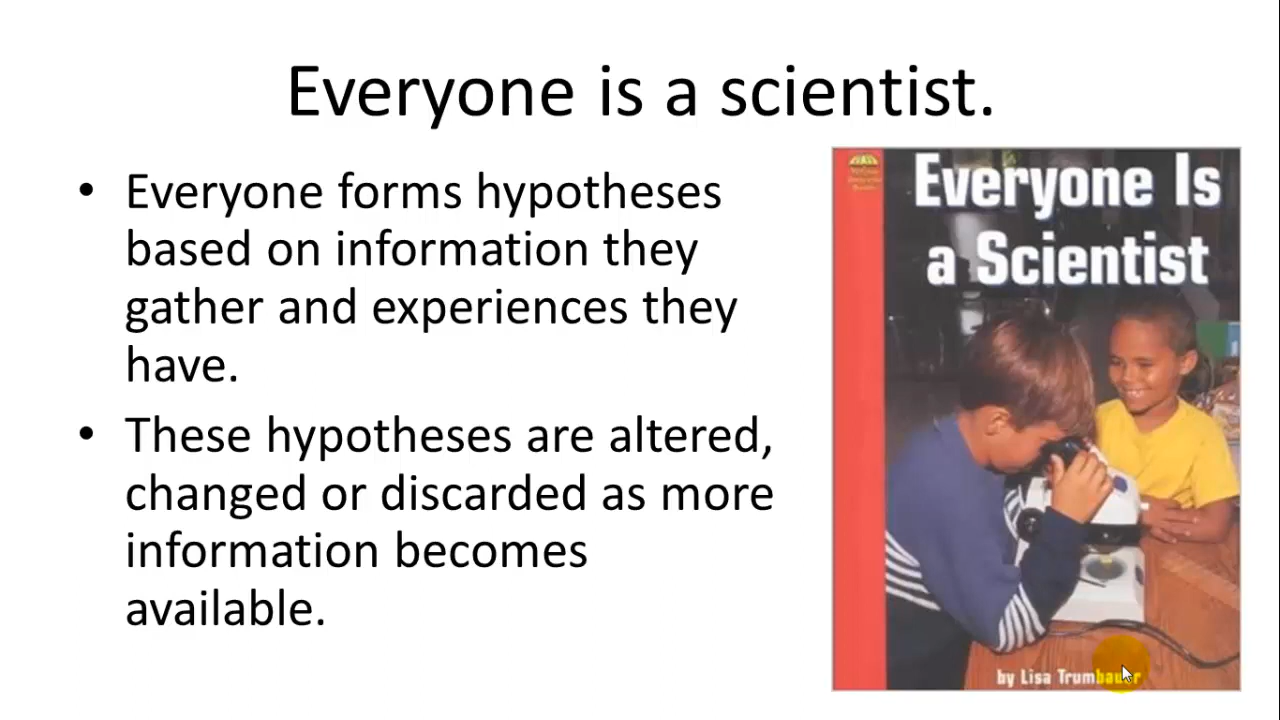 Everyone is a scientist.
• Everyone forms hypotheses
based on information they
gather and experiences they
have.
• These hypotheses are altered,
changed or discarded as more
information becomes
available.
Everyone Is
a Scientist
by Lisa Trumbauer